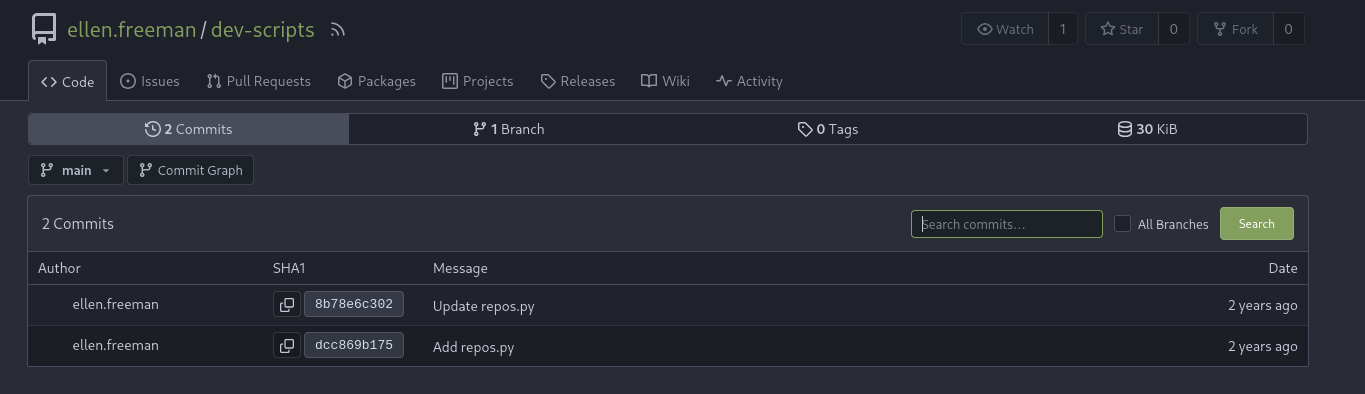 ellen.freeman / dev-scripts
Watch 1 Star 0 Fork 0
Code Issues Pull Requests Packages Projects Releases Wiki Activity
2 Commits 1 Branch 0 Tags 30 KiB
main Commit Graph
2 Commits Search commits... All Branches Search
Author SHA1 Message Date
ellen.freeman 8b78e6c302 Update repos.py 2 years ago
ellen.freeman dcc869b175 Add repos.py 2 years ago